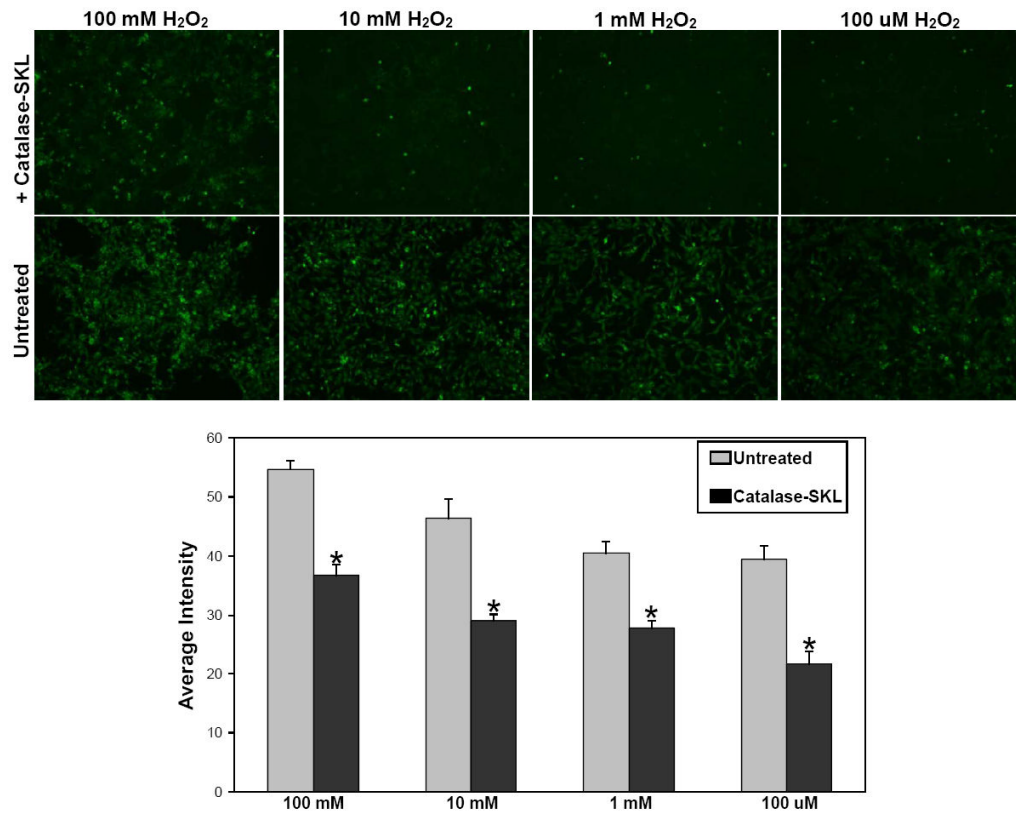 100 mM H₂O₂ 10 mM H₂O₂ 1 mM H₂O₂ 100 uM H₂O₂
+ Catalase-SKL
Untreated
60
50
40
30
20
10
0
Average Intensity
Untreated
Catalase-SKL
*
*
*
*
100 mM 10 mM 1 mM 100 uM